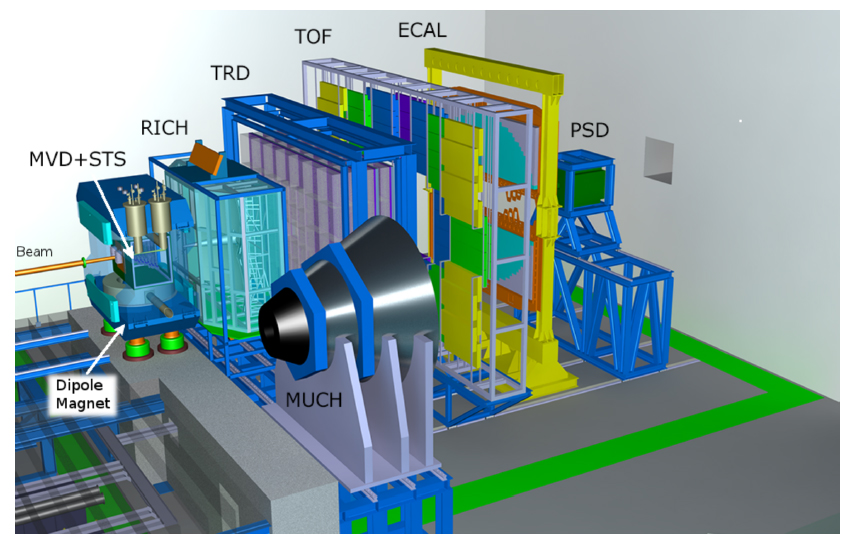 ECAL
TOF
TRD
RICH
PSD
MVD+STS
Beam
Dipole
Magnet
MUCH